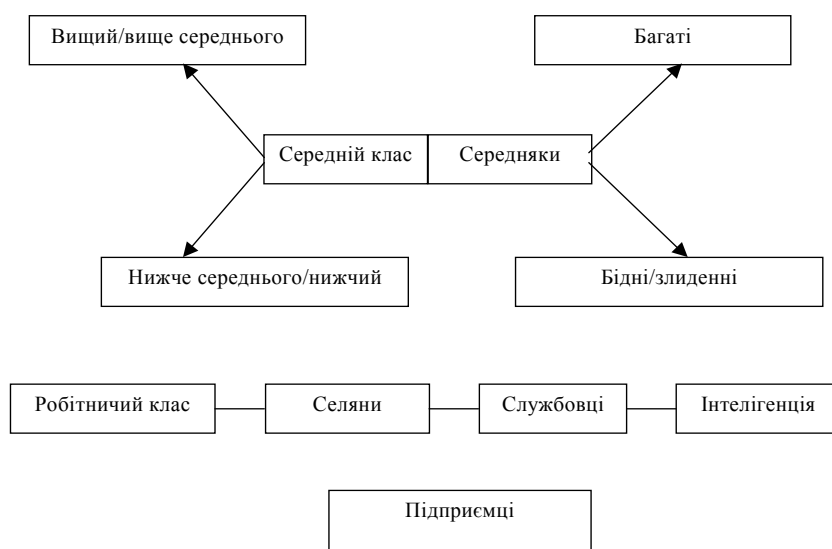 Вищий/вище середнього
Багаті
Середній клас
Середняки
Нижче середнього/нижчий
Бідні/злиденні
Робітничий клас
Селяни
Службовці
Інтелігенція
Підприємці